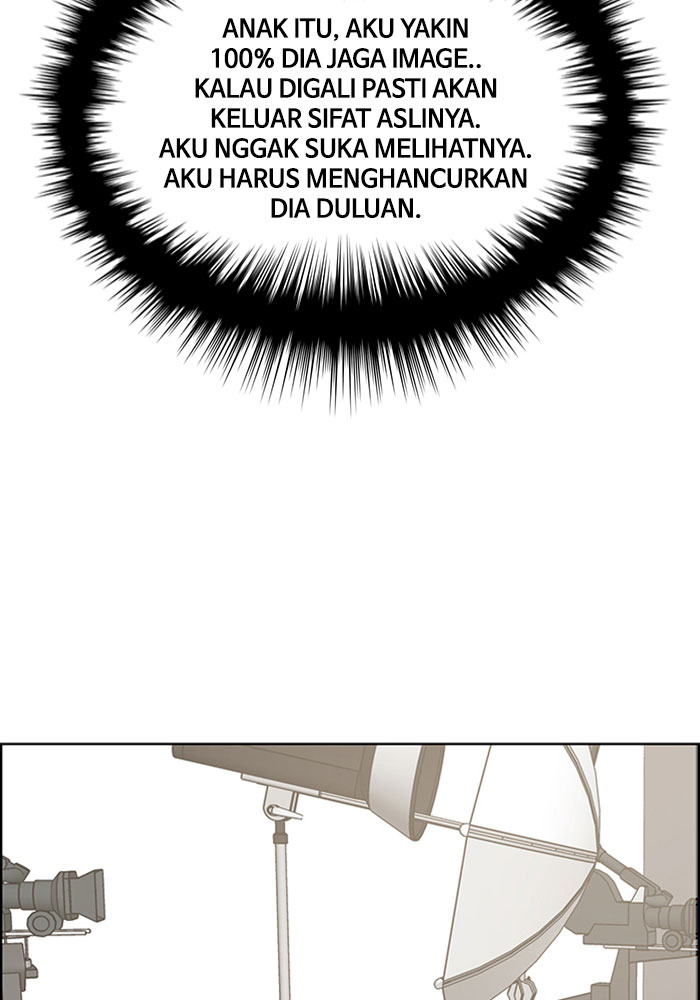 ANAK ITU, AKU YAKIN
100% DIA JAGA IMAGE..
KALAU DIGALI PASTI AKAN
KELUAR SIFAT ASLINYA.
AKU NGGAK SUKA MELIHATNYA.
AKU HARUS MENGHANCURKAN
DIA DULUAN.